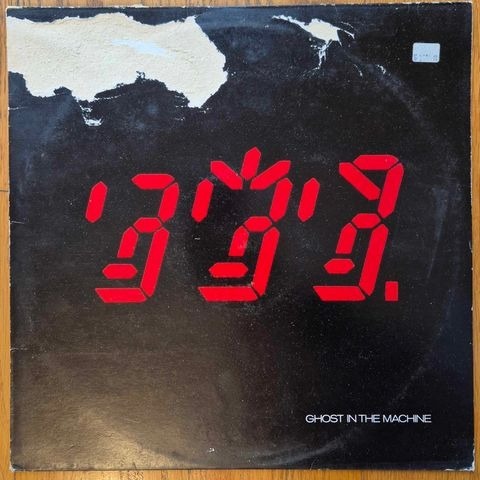 GHOST IN THE MACHINE